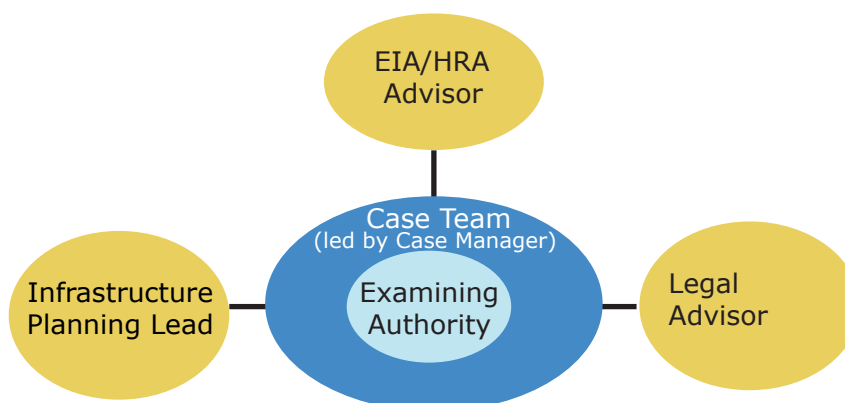 EIA/HRA
Advisor
Case Team
(led by Case Manager)
Infrastructure
Planning Lead
Examining
Authority
Legal
Advisor